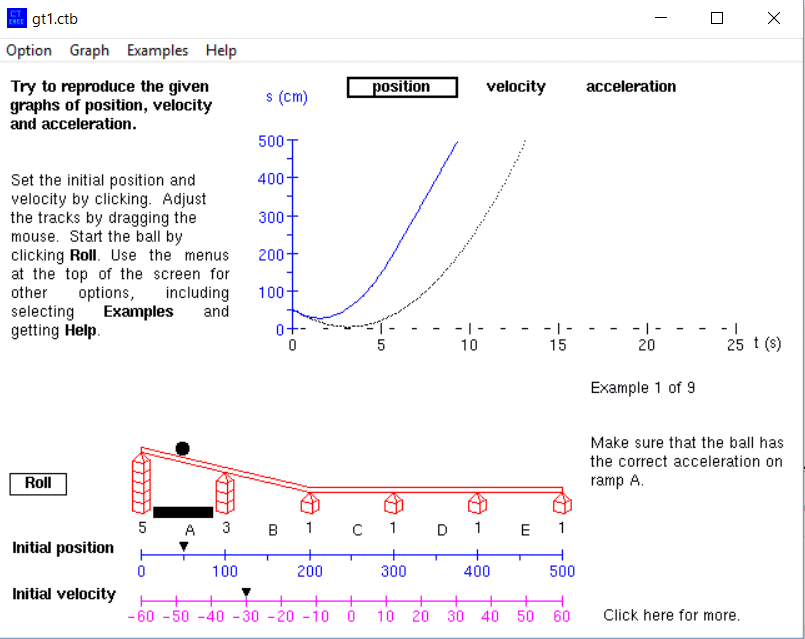 gt1.ctb
Option Graph Examples Help
Try to reproduce the given
graphs of position, velocity
and acceleration.
Set the initial position and
velocity by clicking. Adjust
the tracks by dragging the
mouse. Start the ball by
clicking Roll. Use the menus
at the top of the screen for
other options, including
selecting Examples and
getting Help.
s (cm)
position velocity acceleration
500
400
300
200
100
0
0 5 10 15 20 25 t (s)
Example 1 of 9
Make sure that the ball has
the correct acceleration on
ramp A.
Roll
5 A 3 B 1 C 1 D 1 E 1
Initial position
0 100 200 300 400 500
Initial velocity
-60 -50 -40 -30 -20 -10 0 10 20 30 40 50 60
Click here for more.